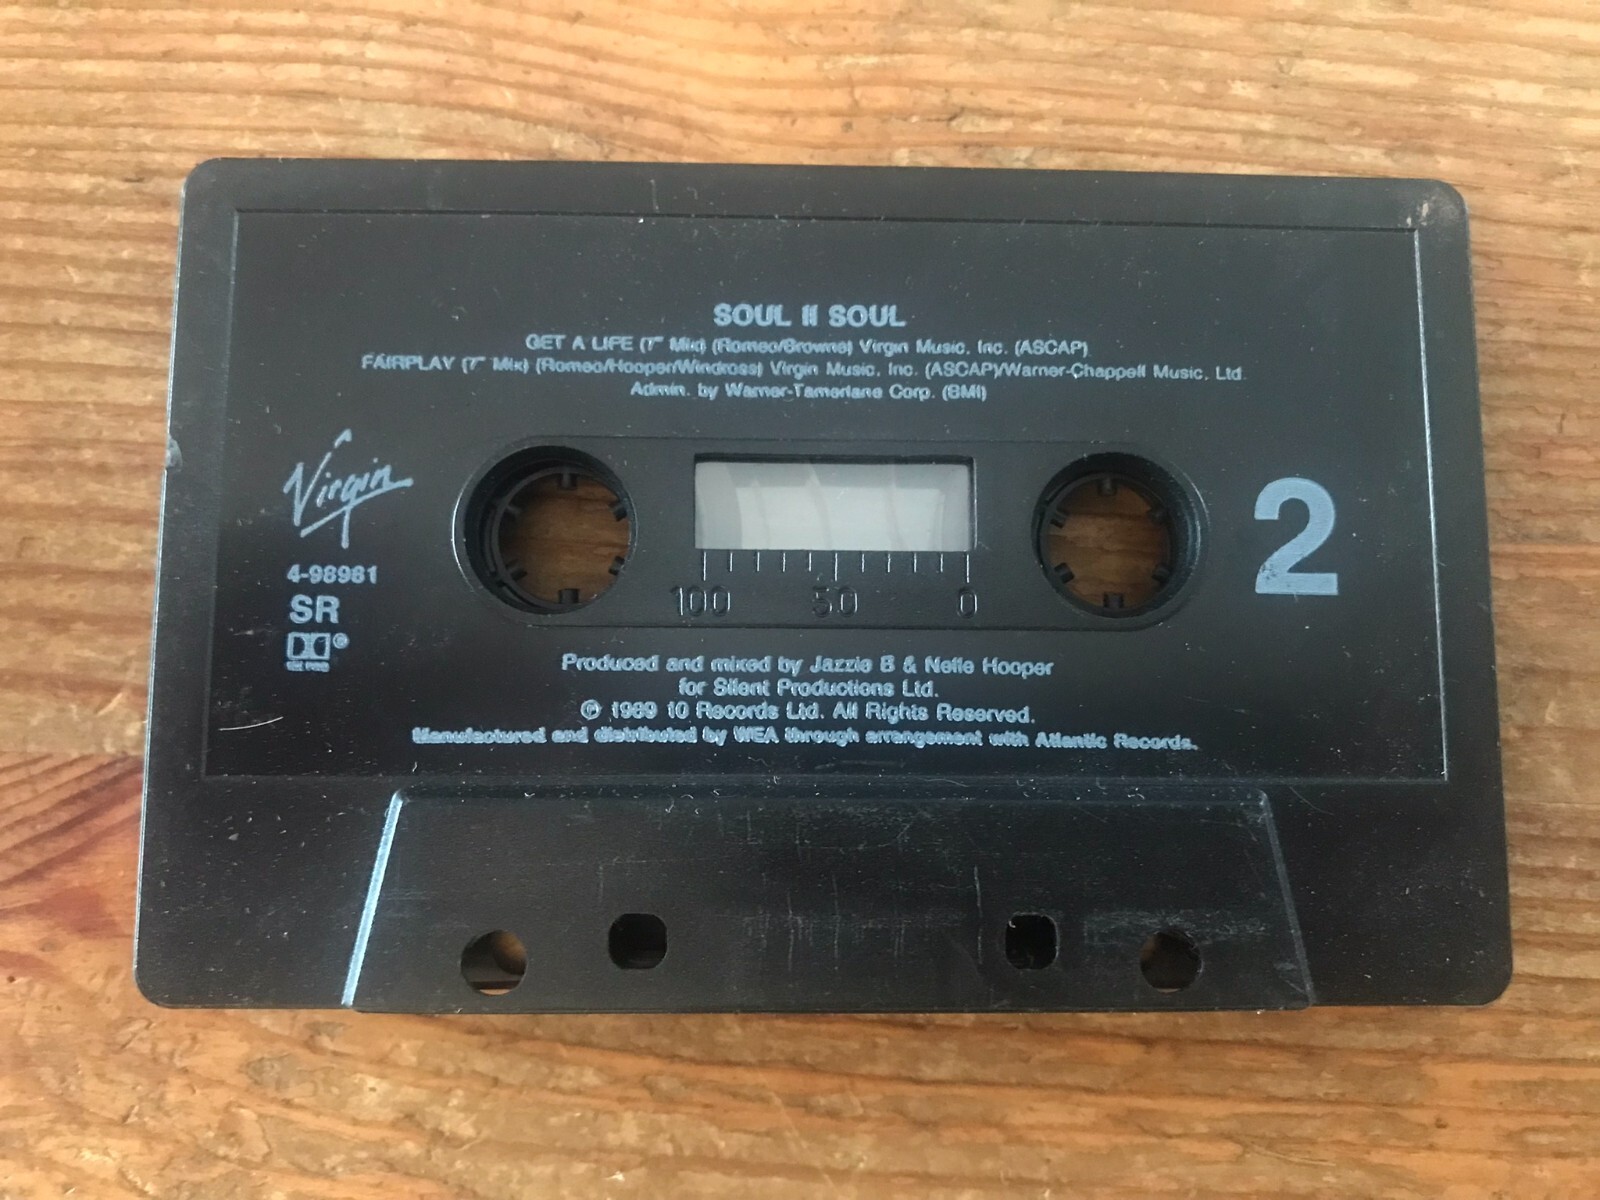 SOUL II SOUL
GET A LIFE (7" Mix) (Romeo/Browne) Virgin Music, Inc. (ASCAP)
FAIRPLAY (7" Mix) (Romeo/Hooper/Windross) Virgin Music, Inc. (ASCAP)/Warner-Chappell Music, Ltd.
Admin. by Warner-Tamerlane Corp. (BMI)
Virgin
4-98981
SR
100 50 0
2
Produced and mixed by Jazzie B & Nelle Hooper
for Silent Productions Ltd.
℗ 1989 10 Records Ltd. All Rights Reserved.
Manufactured and distributed by WEA through arrangement with Atlantic Records.